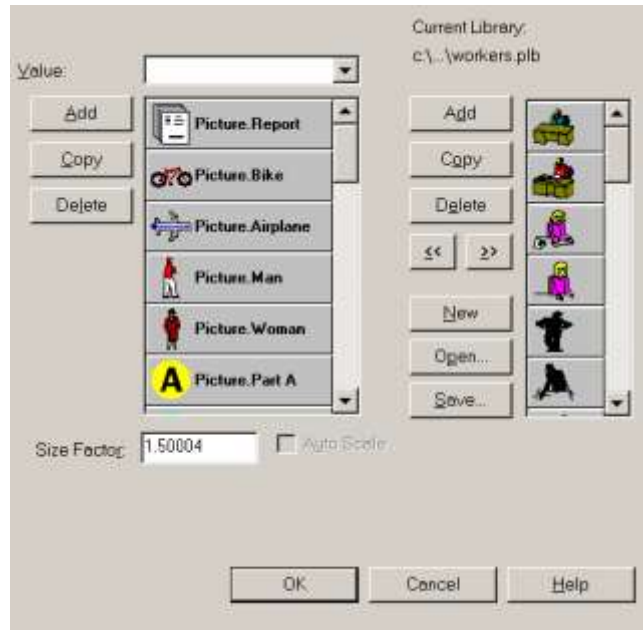 Current Library:
c:\...\workers.plb
Value:
Add
Copy
Delete
Picture.Report
Picture.Bike
Picture.Airplane
Picture.Man
Picture.Woman
A Picture.Part A
Add
Copy
Delete
<< >>
New
Open...
Save...
Size Factor: 1.50004 Auto Scale
OK Cancel Help